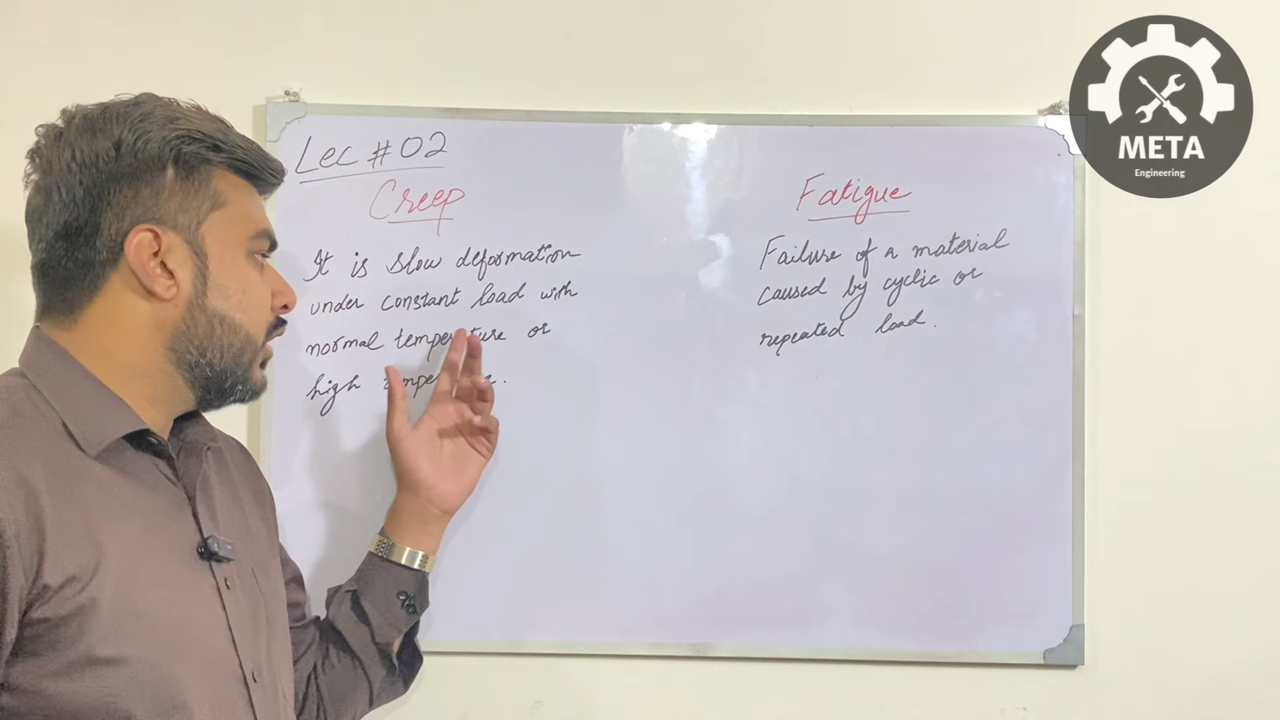 Lec # 02
Creep
It is slow deformation
under constant load with
normal temperature or
high temperature.
Fatigue
Failure of a material
caused by cyclic or
repeated load.
META
Engineering